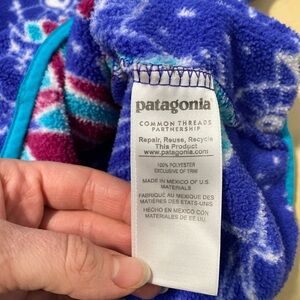 patagonia
COMMON THREADS
PARTNERSHIP
Repair, Reuse, Recycle
This Product
www.patagonia.com
100% POLYESTER
EXCLUSIVE OF TRIM
MADE IN MEXICO OF U.S.
MATERIALS
FABRIQUÉ AU MEXIQUE DES
MATIÈRES DES ÉTATS-UNIS
HECHO EN MÉXICO CON
MATERIALES DE EE.UU.